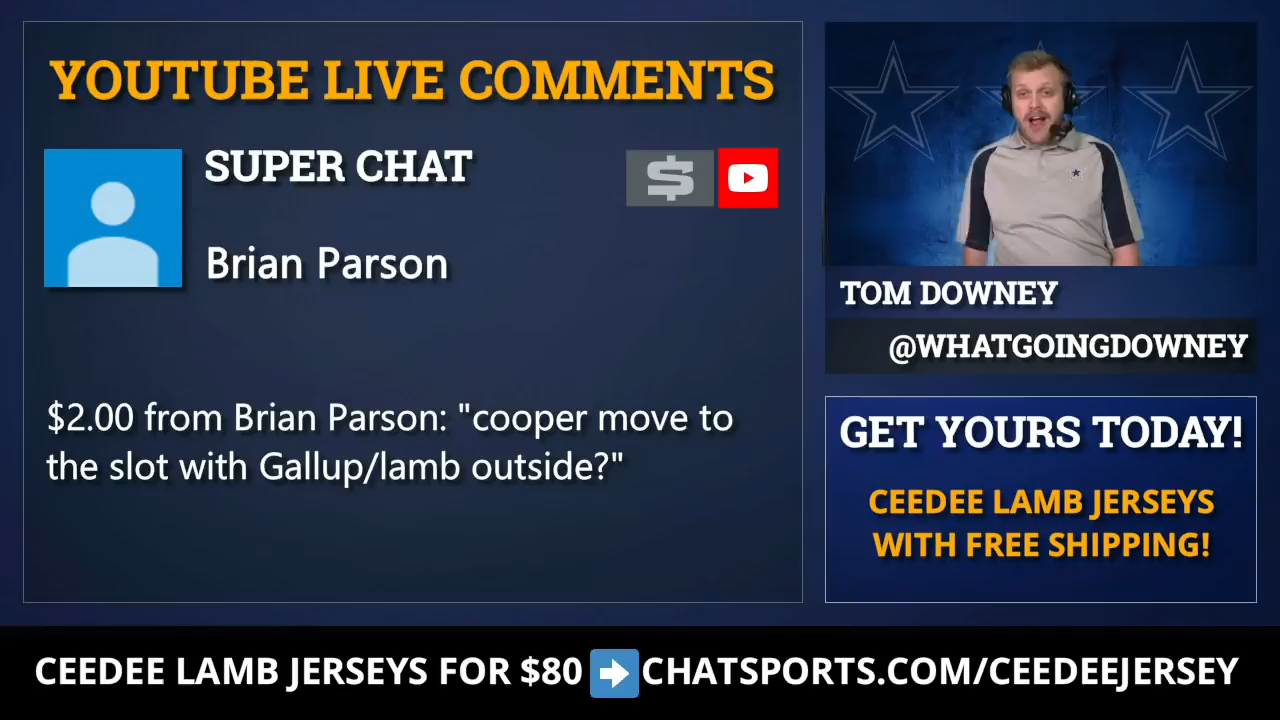 YOUTUBE LIVE COMMENTS
SUPER CHAT
$
Brian Parson
$2.00 from Brian Parson: "cooper move to
the slot with Gallup/lamb outside?"
TOM DOWNEY
@WHATGOINGDOWNEY
GET YOURS TODAY!
CEEDEE LAMB JERSEYS
WITH FREE SHIPPING!
CEEDEE LAMB JERSEYS FOR $80 ➡ CHATSPORTS.COM/CEEDEEJERSEY